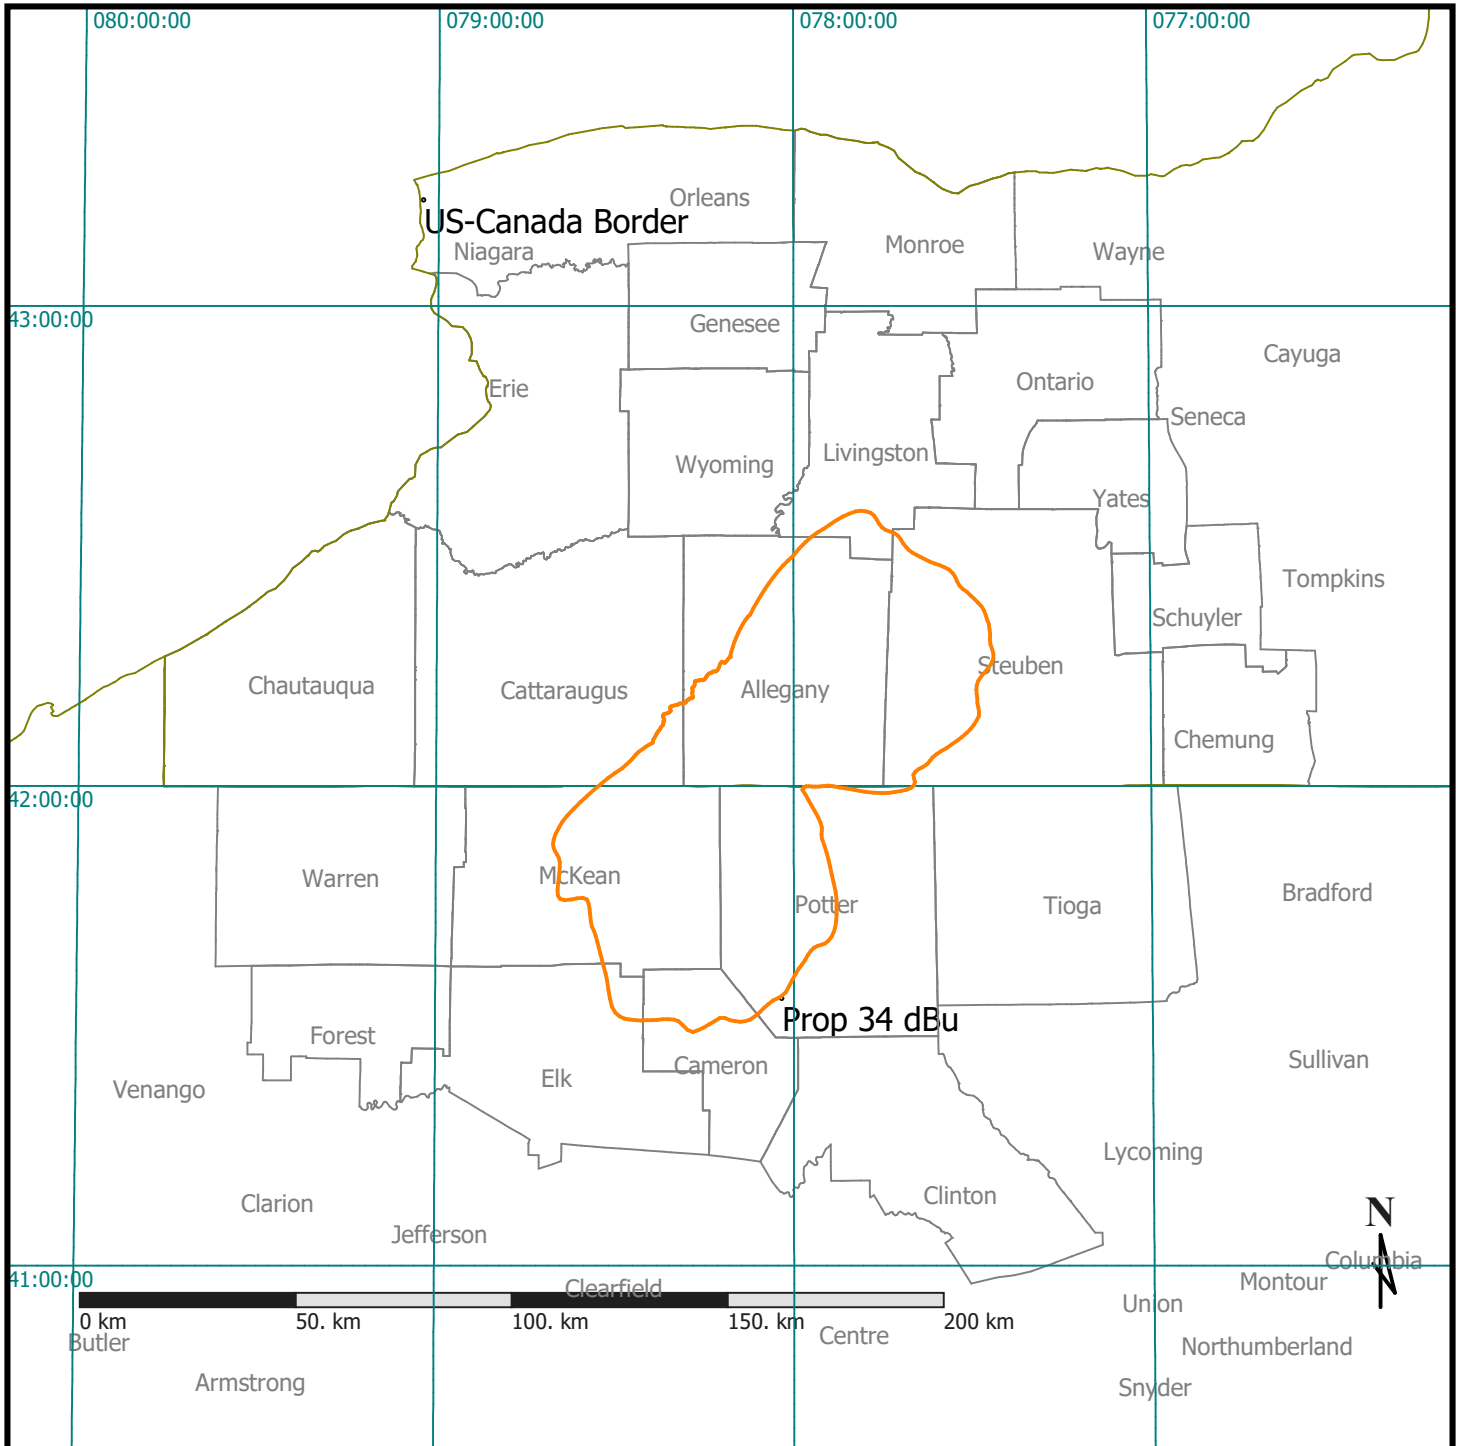 080:00:00 079:00:00 078:00:00 077:00:00
Orleans
US-Canada Border
Monroe
Niagara
Wayne
43:00:00
Genesee
Cayuga
Ontario
Erie
Seneca
Livingston
Wyoming
Yates
Tompkins
Schuyler
Steuben
Chautauqua
Cattaraugus
Allegany
Chemung
42:00:00
McKean
Warren
Bradford
Potter
Tioga
Prop 34 dBu
Forest
Sullivan
Cameron
Elk
Venango
Lycoming
Clinton
Clarion
N
Jefferson
Columbia
41:00:00
Montour
Clearfield
Union
0 km 50. km 100. km 150. km 200 km
Centre
Butler
Northumberland
Armstrong
Snyder